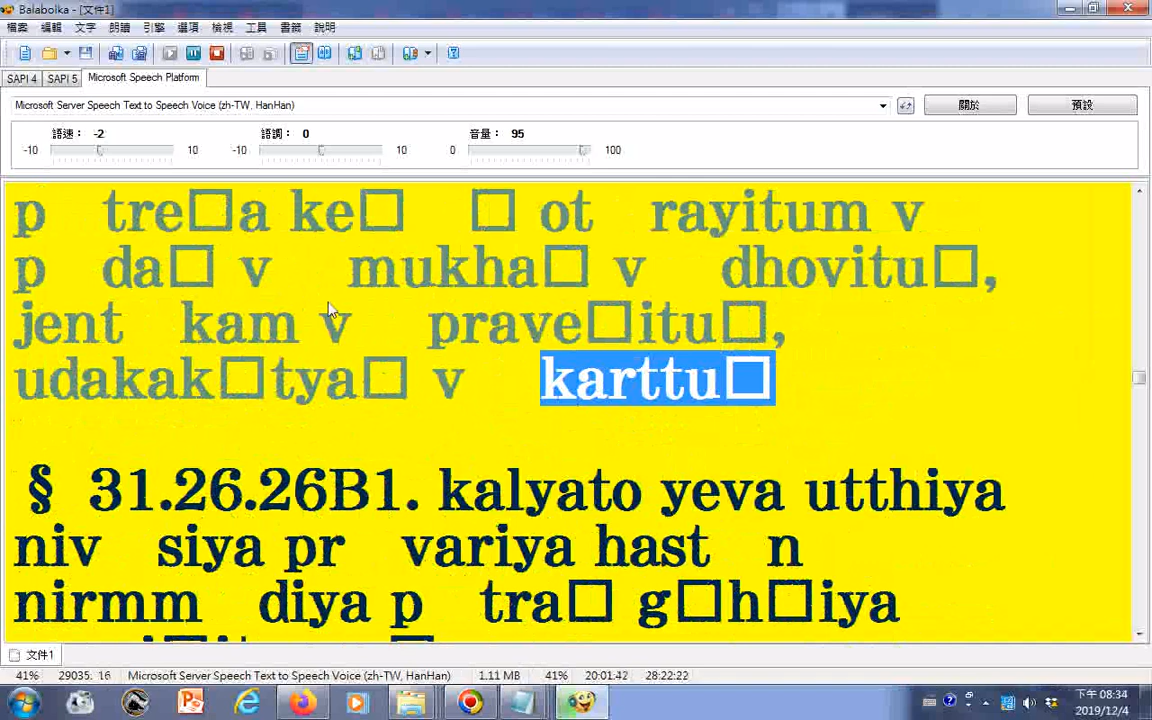 Balabolka - [文件1]
檔案 編輯 文字 朗讀 引擎 選項 檢視 工具 書籤 說明
SAPI 4 SAPI 5 Microsoft Speech Platform
Microsoft Server Speech Text to Speech Voice (zh-TW, HanHan) 關於 預設
語速： -2 語調： 0 音量： 95
-10 10 -10 10 0 100
p　tre□a ke□　□ ot　rayitum v
p　da□ v　mukha□ v　dhovitu□,
jent　kam v　prave□itu□,
udakak□tya□ v　karttu□
§ 31.26.26B1. kalyato yeva utthiya
niv　siya pr　variya hast　n
nirmm　diya p　tra□ g□h□iya
文件1
41% 29035. 16 Microsoft Server Speech Text to Speech Voice (zh-TW, HanHan) 1.11 MB 41% 20:01:42 28:22:22
下午 08:34
2019/12/4